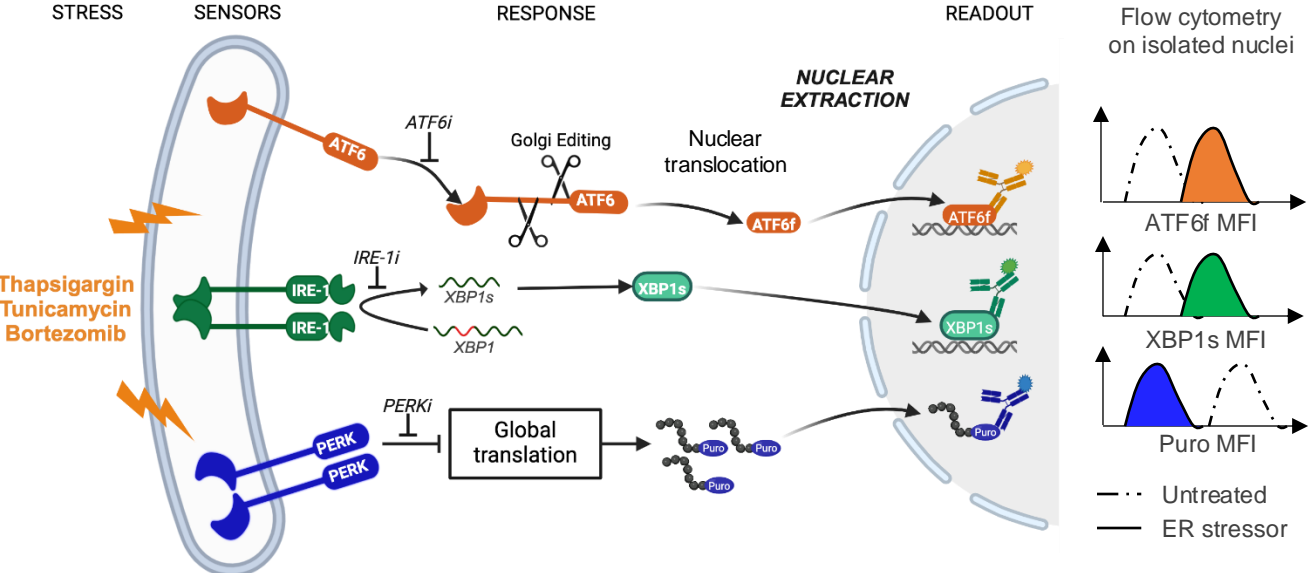 STRESS
SENSORS
RESPONSE
READOUT
Flow cytometry
on isolated nuclei
NUCLEAR
EXTRACTION
ATF6i
ATF6
Golgi Editing
ATF6
Nuclear
translocation
ATF6f
ATF6f
ATF6f MFI
Thapsigargin
Tunicamycin
Bortezomib
IRE-1
IRE-1
IRE-1i
XBP1s
XBP1
XBP1s
XBP1s
XBP1s MFI
PERK
PERK
PERKi
Global
translation
Puro
Puro
Puro
Puro
Puro MFI
Untreated
ER stressor